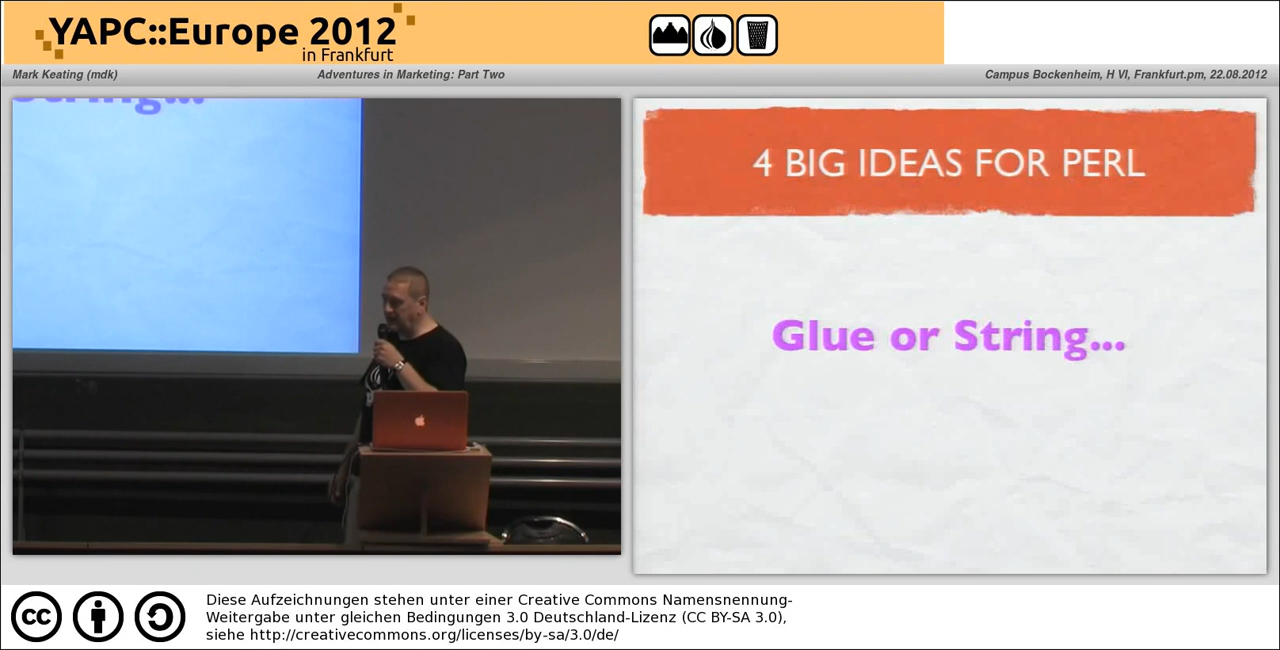 YAPC::Europe 2012
in Frankfurt
Mark Keating (mdk)
Adventures in Marketing: Part Two
Campus Bockenheim, H VI, Frankfurt.pm, 22.08.2012
String...
4 BIG IDEAS FOR PERL
Glue or String...
cc
Diese Aufzeichnungen stehen unter einer Creative Commons Namensnennung-
Weitergabe unter gleichen Bedingungen 3.0 Deutschland-Lizenz (CC BY-SA 3.0),
siehe http://creativecommons.org/licenses/by-sa/3.0/de/